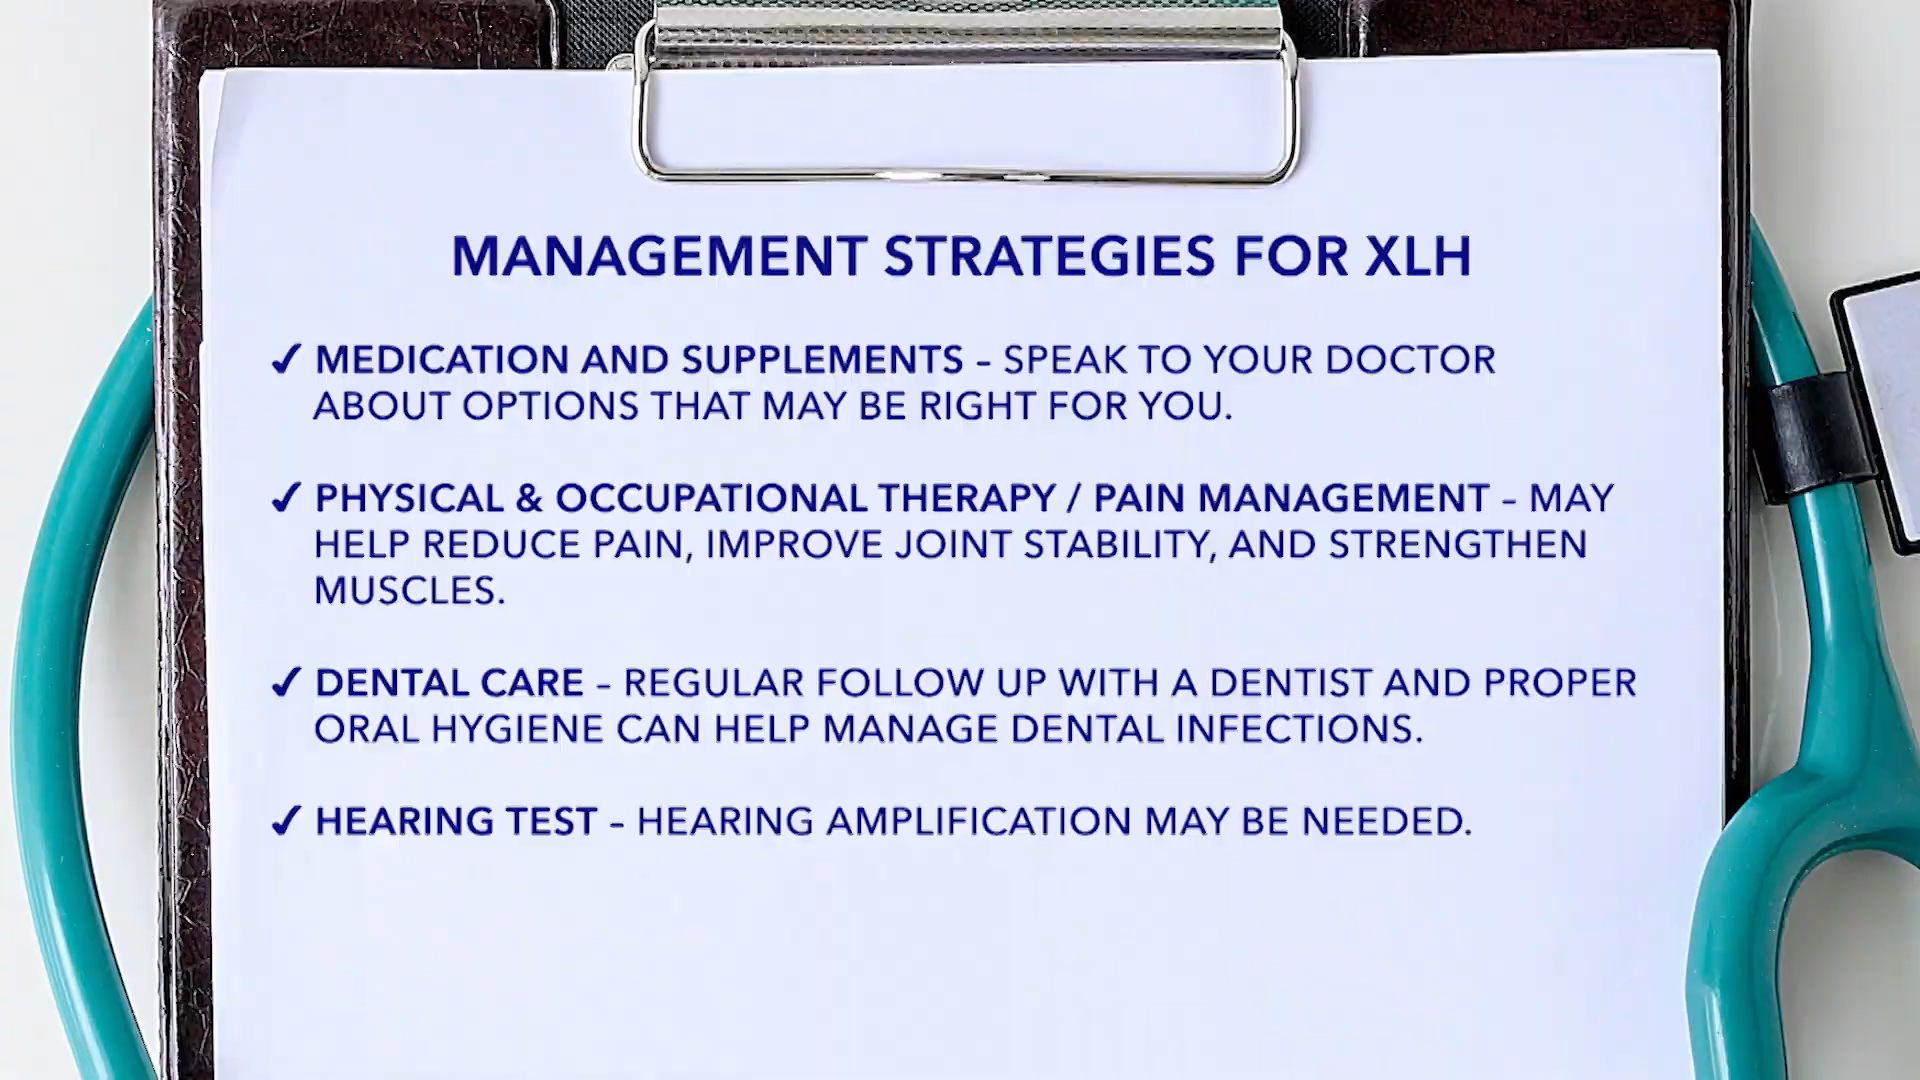 MANAGEMENT STRATEGIES FOR XLH
✓ MEDICATION AND SUPPLEMENTS – SPEAK TO YOUR DOCTOR
ABOUT OPTIONS THAT MAY BE RIGHT FOR YOU.
✓ PHYSICAL & OCCUPATIONAL THERAPY / PAIN MANAGEMENT – MAY
HELP REDUCE PAIN, IMPROVE JOINT STABILITY, AND STRENGTHEN
MUSCLES.
✓ DENTAL CARE – REGULAR FOLLOW UP WITH A DENTIST AND PROPER
ORAL HYGIENE CAN HELP MANAGE DENTAL INFECTIONS.
✓ HEARING TEST – HEARING AMPLIFICATION MAY BE NEEDED.